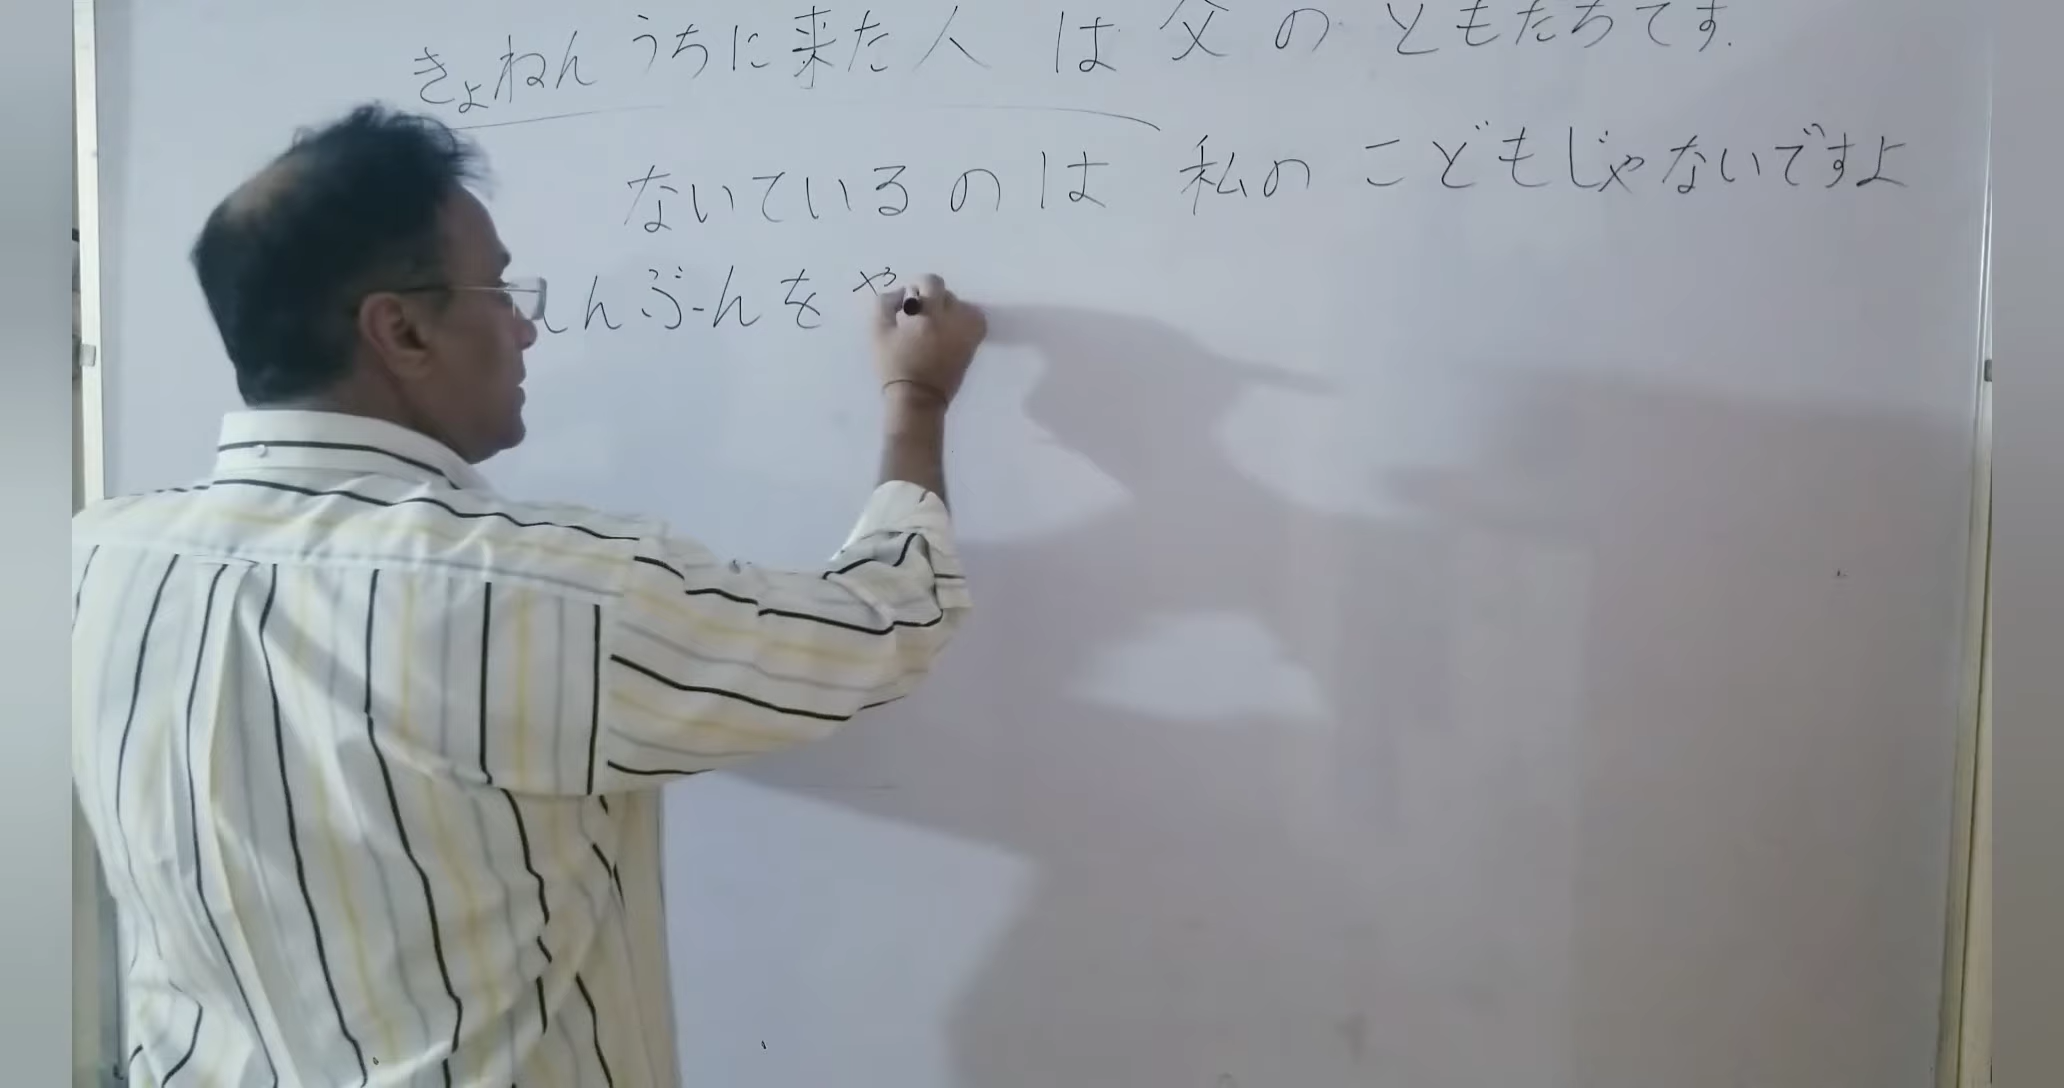 きょねん うちに来た人 は 父 の ともだちです.
ないているのは 私の こどもじゃないですよ
んぶーんを や